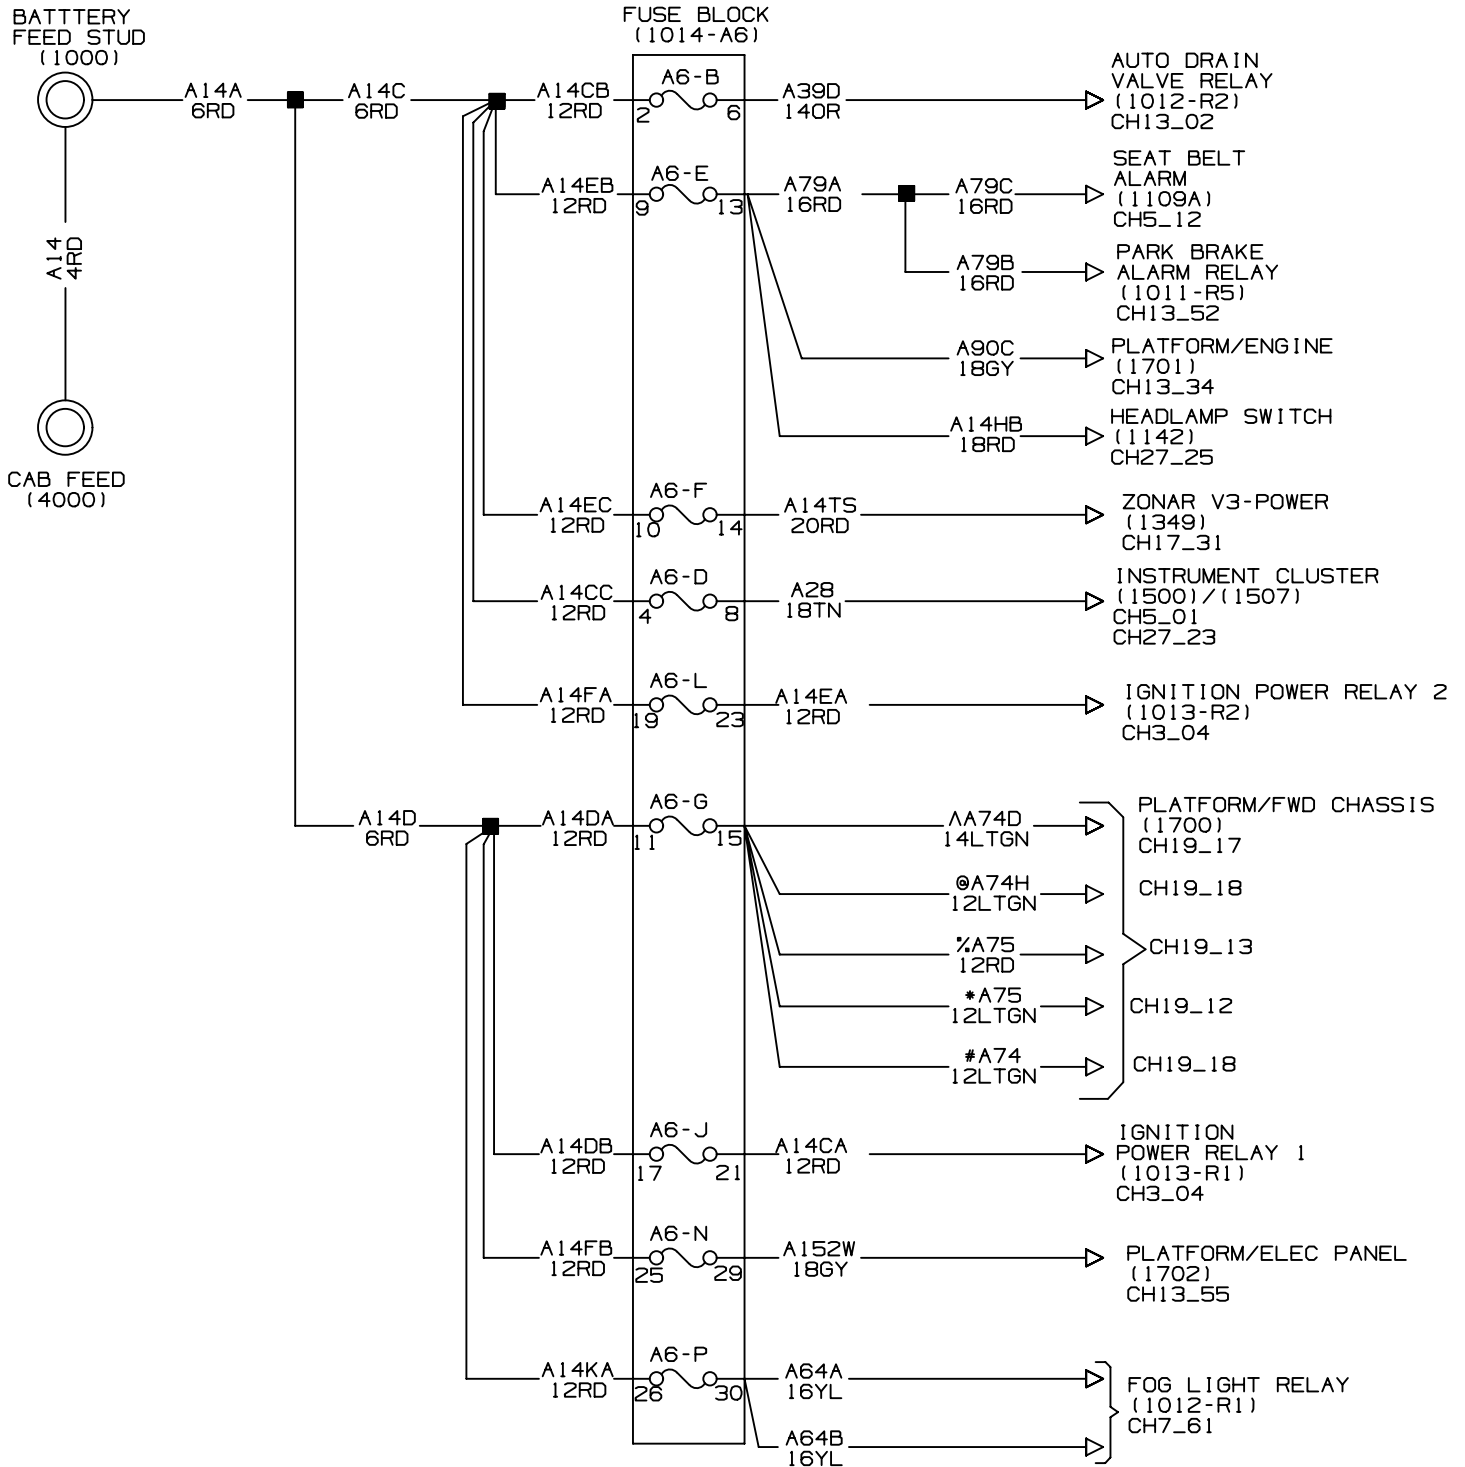 BATTTERY
FEED STUD
(1000)
FUSE BLOCK
(1014-A6)
A14A
6RD
A14C
6RD
A14CB
12RD
A6-B
2
6
A39D
14OR
AUTO DRAIN
VALVE RELAY
(1012-R2)
CH13_02
A14EB
12RD
A6-E
9
13
A79A
16RD
A79C
16RD
SEAT BELT
ALARM
(1109A)
CH5_12
A14
4RD
A79B
16RD
PARK BRAKE
ALARM RELAY
(1011-R5)
CH13_52
A90C
18GY
PLATFORM/ENGINE
(1701)
CH13_34
A14HB
18RD
HEADLAMP SWITCH
(1142)
CH27_25
CAB FEED
(4000)
A14EC
12RD
A6-F
10
14
A14TS
20RD
ZONAR V3-POWER
(1349)
CH17_31
A14CC
12RD
A6-D
4
8
A28
18TN
INSTRUMENT CLUSTER
(1500)/(1507)
CH5_01
CH27_23
A14FA
12RD
A6-L
19
23
A14EA
12RD
IGNITION POWER RELAY 2
(1013-R2)
CH3_04
A14D
6RD
A14DA
12RD
A6-G
11
15
ΛA74D
14LTGN
PLATFORM/FWD CHASSIS
(1700)
CH19_17
@A74H
12LTGN
CH19_18
%A75
12RD
CH19_13
*A75
12LTGN
CH19_12
#A74
12LTGN
CH19_18
A14DB
12RD
A6-J
17
21
A14CA
12RD
IGNITION
POWER RELAY 1
(1013-R1)
CH3_04
A14FB
12RD
A6-N
25
29
A152W
18GY
PLATFORM/ELEC PANEL
(1702)
CH13_55
A14KA
12RD
A6-P
26
30
A64A
16YL
FOG LIGHT RELAY
(1012-R1)
CH7_61
A64B
16YL